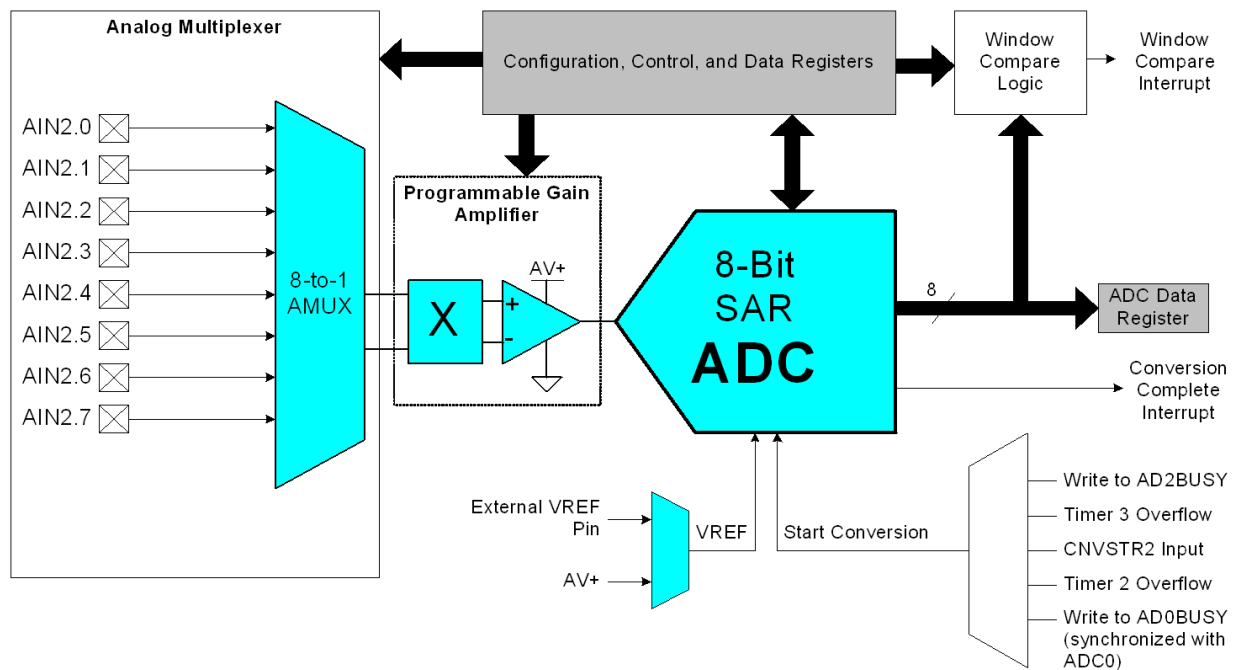 Analog Multiplexer
Configuration, Control, and Data Registers
Window
Compare
Logic
Window
Compare
Interrupt
AIN2.0
AIN2.1
AIN2.2
AIN2.3
AIN2.4
AIN2.5
AIN2.6
AIN2.7
8-to-1
AMUX
Programmable Gain
Amplifier
X
+
-
AV+
8-Bit
SAR
ADC
8
ADC Data
Register
Conversion
Complete
Interrupt
External VREF
Pin
AV+
VREF
Start Conversion
Write to AD2BUSY
Timer 3 Overflow
CNVSTR2 Input
Timer 2 Overflow
Write to AD0BUSY
(synchronized with
ADC0)